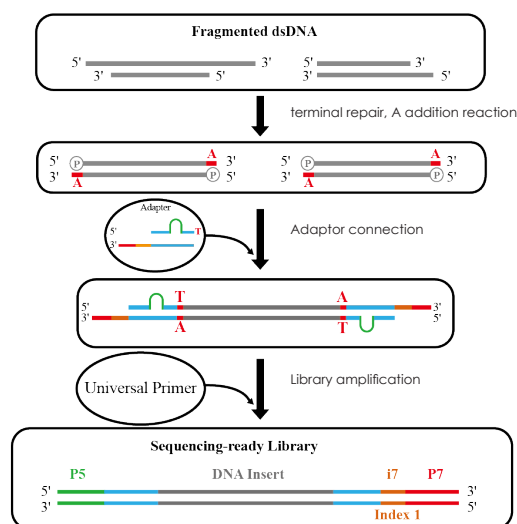 Fragmented dsDNA
5' 3' 5' 3'
3' 5' 3' 5'
terminal repair, A addition reaction
A A
5' P 3' 5' P 3'
3' P 5' 3' P 5'
A A
Adapter
5' T
3'
Adaptor connection
T A
5' 3'
3' 5'
A T
Universal Primer
Library amplification
Sequencing-ready Library
P5 DNA Insert i7 P7
5' 3'
3' 5'
Index 1